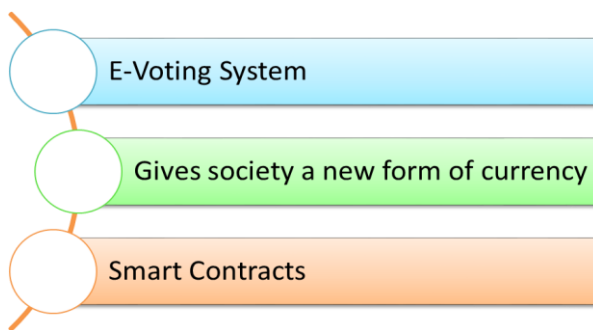 E-Voting System
Gives society a new form of currency
Smart Contracts